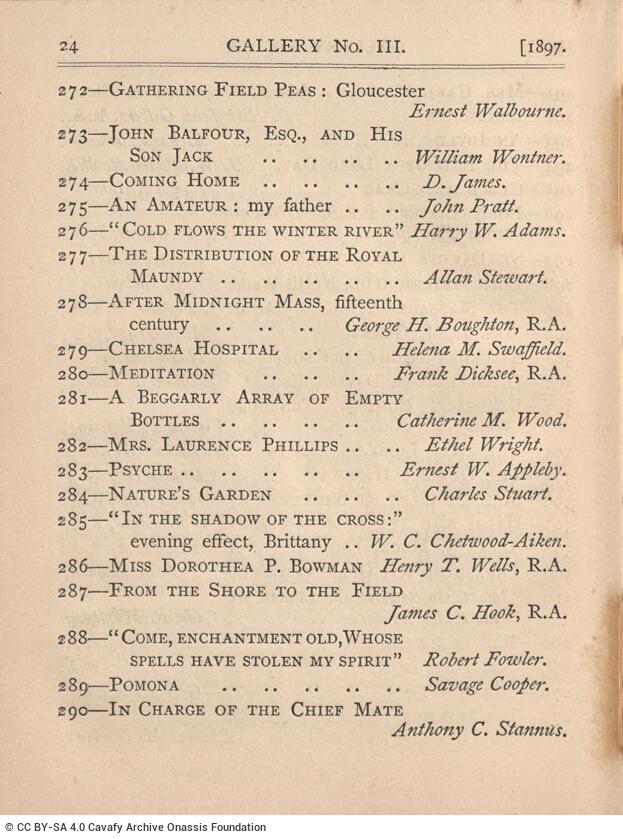 24 GALLERY No. III. [1897.
272—GATHERING FIELD PEAS: Gloucester
Ernest Walbourne.
273—JOHN BALFOUR, ESQ., AND HIS
SON JACK .. .. .. .. William Wontner.
274—COMING HOME .. .. .. .. D. James.
275—AN AMATEUR: my father .. .. John Pratt.
276—"COLD FLOWS THE WINTER RIVER" Harry W. Adams.
277—THE DISTRIBUTION OF THE ROYAL
MAUNDY .. .. .. .. .. Allan Stewart.
278—AFTER MIDNIGHT MASS, fifteenth
century .. .. .. George H. Boughton, R.A.
279—CHELSEA HOSPITAL .. .. Helena M. Swaffield.
280—MEDITATION .. .. .. Frank Dicksee, R.A.
281—A BEGGARLY ARRAY OF EMPTY
BOTTLES .. .. .. .. Catherine M. Wood.
282—MRS. LAURENCE PHILLIPS .. .. Ethel Wright.
283—PSYCHE .. .. .. .. .. Ernest W. Appleby.
284—NATURE'S GARDEN .. .. .. Charles Stuart.
285—"IN THE SHADOW OF THE CROSS:"
evening effect, Brittany .. W. C. Chetwood-Aiken.
286—MISS DOROTHEA P. BOWMAN Henry T. Wells, R.A.
287—FROM THE SHORE TO THE FIELD
James C. Hook, R.A.
288—"COME, ENCHANTMENT OLD, WHOSE
SPELLS HAVE STOLEN MY SPIRIT" Robert Fowler.
289—POMONA .. .. .. .. .. Savage Cooper.
290—IN CHARGE OF THE CHIEF MATE
Anthony C. Stannus.
© CC BY-SA 4.0 Cavafy Archive Onassis Foundation